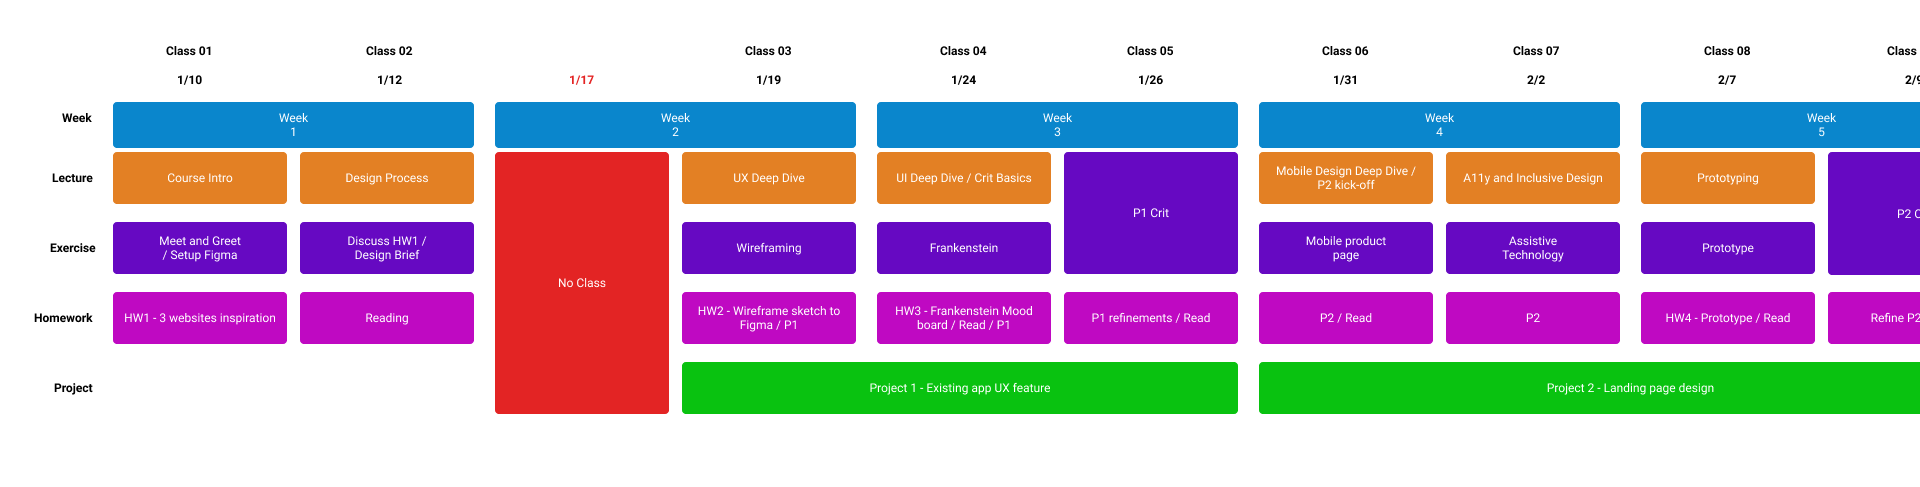 Class 01
Class 02
Class 03
Class 04
Class 05
Class 06
Class 07
Class 08
Class
1/10
1/12
1/17
1/19
1/24
1/26
1/31
2/2
2/7
Week
Week
1
Week
2
Week
3
Week
4
Week
5
Lecture
Course Intro
Design Process
No Class
UX Deep Dive
UI Deep Dive / Crit Basics
P1 Crit
Mobile Design Deep Dive /
P2 kick-off
A11y and Inclusive Design
Prototyping
P2
Exercise
Meet and Greet
/ Setup Figma
Discuss HW1 /
Design Brief
Wireframing
Frankenstein
Mobile product
page
Assistive
Technology
Prototype
Homework
HW1 - 3 websites inspiration
Reading
HW2 - Wireframe sketch to
Figma / P1
HW3 - Frankenstein Mood
board / Read / P1
P1 refinements / Read
P2 / Read
P2
HW4 - Prototype / Read
Refine P2
Project
Project 1 - Existing app UX feature
Project 2 - Landing page design